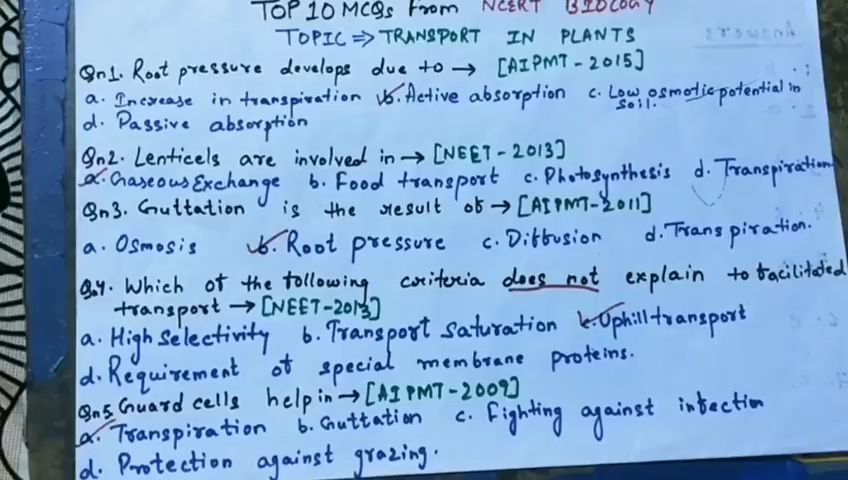 TOP 10 MCQs from NCERT BIOLOGY
TOPIC ⇒ TRANSPORT IN PLANTS
Qn1. Root pressure develops due to → [AIPMT-2015]
a. Increase in transpiration b. Active absorption c. Low osmotic potential in soil.
d. Passive absorption
Qn2. Lenticels are involved in → [NEET-2013]
a. Gaseous Exchange b. Food transport c. Photosynthesis d. Transpiration
Qn3. Guttation is the result of → [AIPMT-2011]
a. Osmosis b. Root pressure c. Diffusion d. Transpiration.
Q4. Which of the following criteria does not explain to facilitated
transport → [NEET-2013]
a. High Selectivity b. Transport saturation c. Uphill transport
d. Requirement of special membrane proteins.
Qn5. Guard cells help in → [AIPMT-2009]
a. Transpiration b. Guttation c. Fighting against infection
d. Protection against grazing.